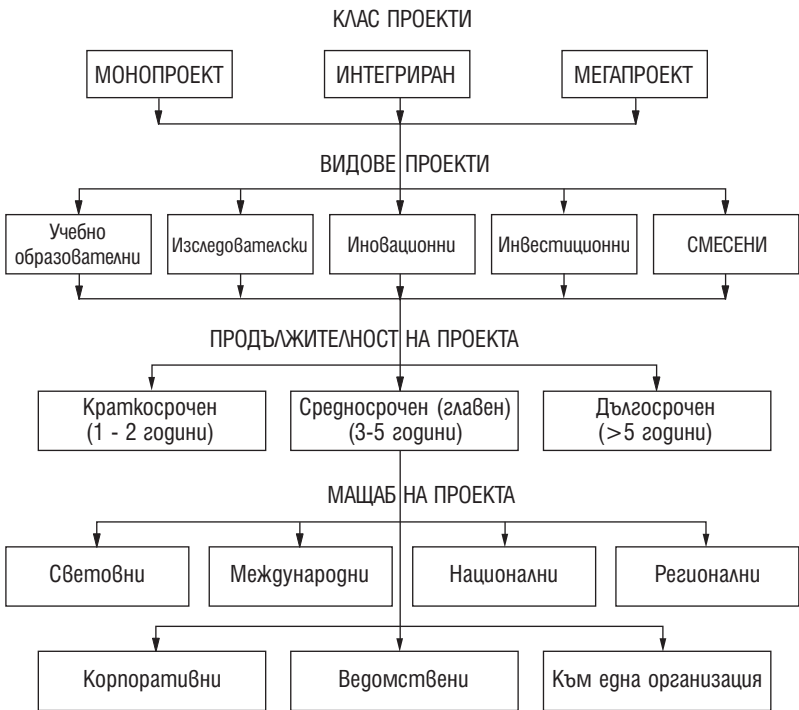 КЛАС ПРОЕКТИ
МОНОПРОЕКТ
ИНТЕГРИРАН
МЕГАПРОЕКТ
ВИДОВЕ ПРОЕКТИ
Учебно
образователни
Изследователски
Иновационни
Инвестиционни
СМЕСЕНИ
ПРОДЪЛЖИТЕЛНОСТ НА ПРОЕКТА
Краткосрочен
(1 - 2 години)
Средносрочен (главен)
(3-5 години)
Дългосрочен
(>5 години)
МАЩАБ НА ПРОЕКТА
Световни
Международни
Национални
Регионални
Корпоративни
Ведомствени
Към една организация